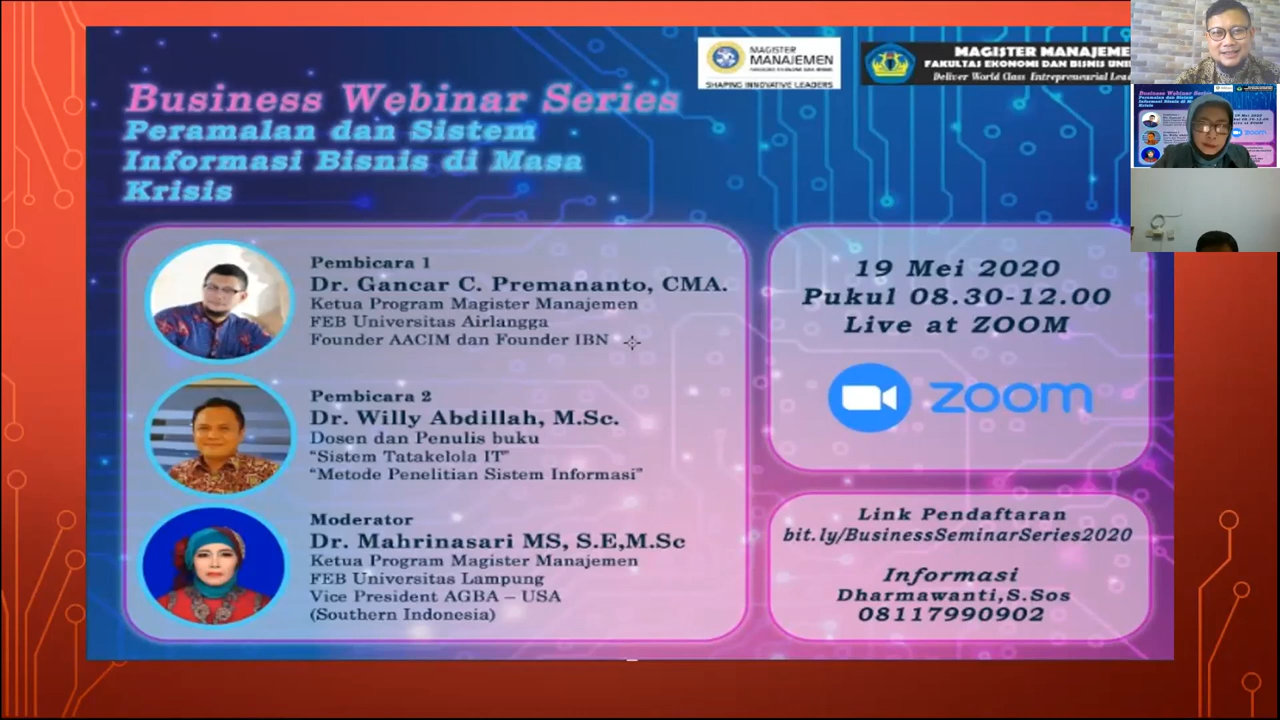 MAGISTER
MANAJEMEN
SHAPING INNOVATIVE LEADERS
MAGISTER MANAJEME
FAKULTAS EKONOMI DAN BISNIS UNI
Deliver World Class Entrepreneurial Lea
Business Webinar Series
Peramalan dan Sistem
Informasi Bisnis di Masa
Krisis
Pembicara 1
Dr. Gancar C. Premananto, CMA.
Ketua Program Magister Manajemen
FEB Universitas Airlangga
Founder AACIM dan Founder IBN
Pembicara 2
Dr. Willy Abdillah, M.Sc.
Dosen dan Penulis buku
"Sistem Tatakelola IT"
"Metode Penelitian Sistem Informasi"
Moderator
Dr. Mahrinasari MS, S.E,M.Sc
Ketua Program Magister Manajemen
FEB Universitas Lampung
Vice President AGBA – USA
(Southern Indonesia)
19 Mei 2020
Pukul 08.30-12.00
Live at ZOOM
zoom
Link Pendaftaran
bit.ly/BusinessSeminarSeries2020
Informasi
Dharmawanti,S.Sos
08117990902